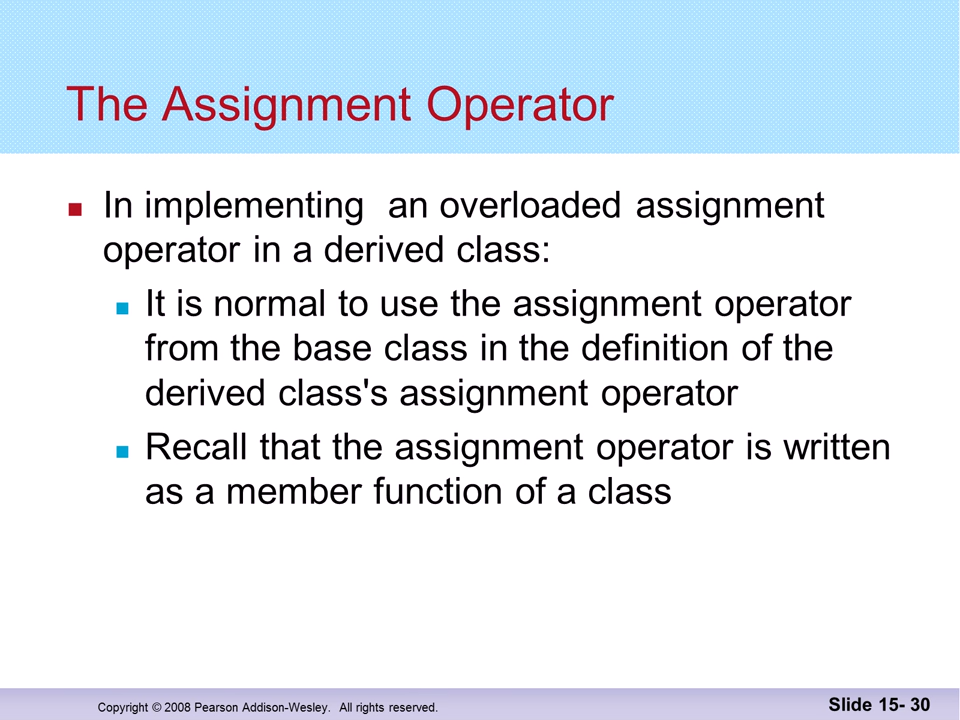 The Assignment Operator
In implementing  an overloaded assignment
operator in a derived class:
It is normal to use the assignment operator
from the base class in the definition of the
derived class's assignment operator
Recall that the assignment operator is written
as a member function of a class
Copyright © 2008 Pearson Addison-Wesley.  All rights reserved.
Slide 15- 30